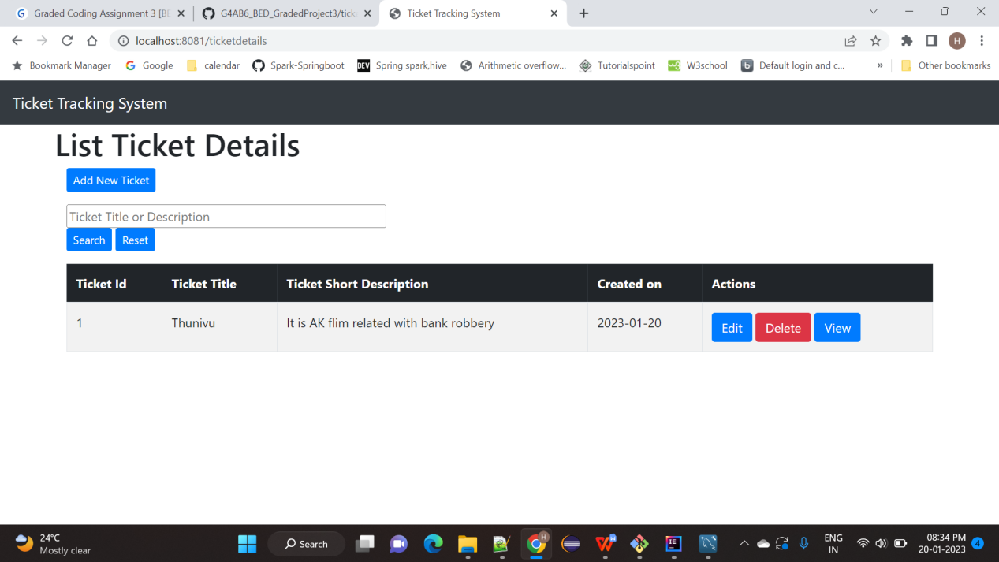 Graded Coding Assignment 3 [BE
G4AB6_BED_GradedProject3/tick
Ticket Tracking System
localhost:8081/ticketdetails
H
Bookmark Manager
Google
calendar
Spark-Springboot
DEV
Spring spark,hive
Arithmetic overflow...
Tutorialspoint
W3school
Default login and c...
»
Other bookmarks
Ticket Tracking System
List Ticket Details
Add New Ticket
Ticket Title or Description
Search Reset
Ticket Id Ticket Title Ticket Short Description Created on Actions
1 Thunivu It is AK flim related with bank robbery 2023-01-20 Edit Delete View
24°C
Mostly clear
Search
ENG
IN
08:34 PM
20-01-2023
4